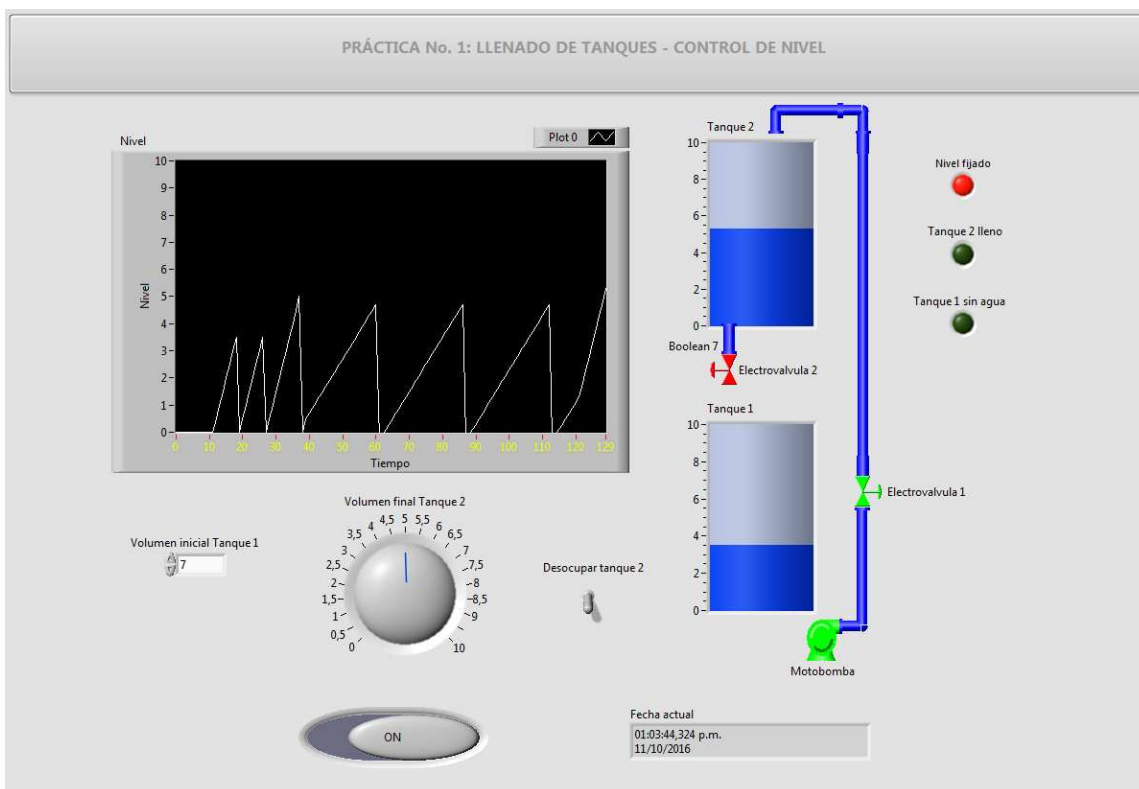 PRÁCTICA No. 1: LLENADO DE TANQUES - CONTROL DE NIVEL
Nivel
Plot 0
10
9
8
7
6
5
4
3
2
1
0
Nivel
0 10 20 30 40 50 60 70 80 90 100 110 120 129
Tiempo
Tanque 2
10
8
6
4
2
0
Boolean 7
Electrovalvula 2
Nivel fijado
Tanque 2 lleno
Tanque 1 sin agua
Tanque 1
10
8
6
4
2
0
Electrovalvula 1
Motobomba
Volumen inicial Tanque 1
7
Volumen final Tanque 2
0 0,5 1 1,5 2 2,5 3 3,5 4 4,5 5 5,5 6 6,5 7 7,5 8 8,5 9 10
Desocupar tanque 2
ON
Fecha actual
01:03:44,324 p.m.
11/10/2016